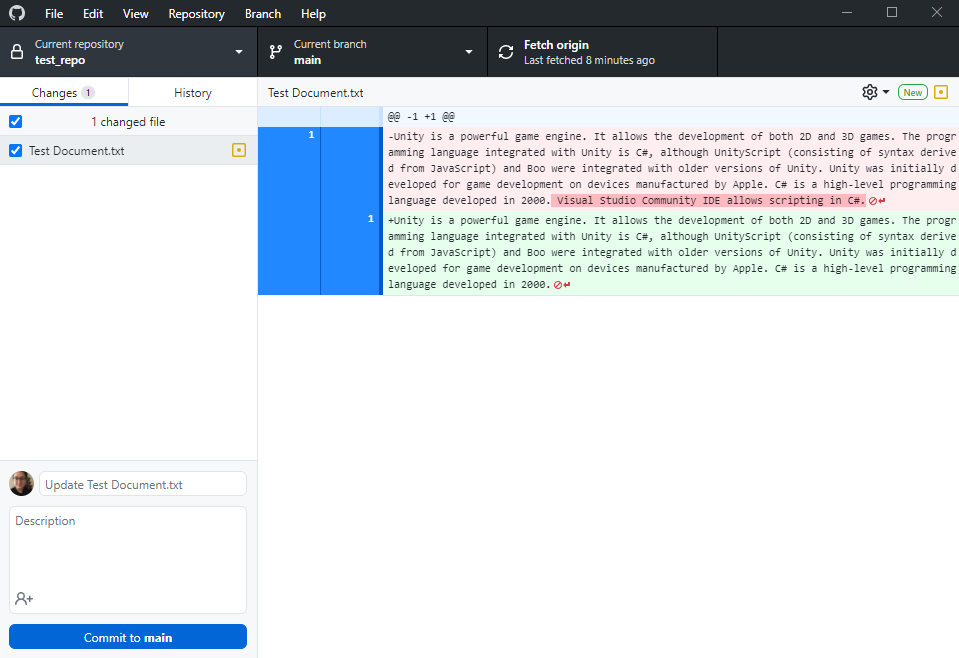 File Edit View Repository Branch Help
Current repository
test_repo
Current branch
main
Fetch origin
Last fetched 8 minutes ago
Changes 1 History
Test Document.txt
New
1 changed file
Test Document.txt
@@ -1 +1 @@
1 -Unity is a powerful game engine. It allows the development of both 2D and 3D games. The progr
amming language integrated with Unity is C#, although UnityScript (consisting of syntax derive
d from JavaScript) and Boo were integrated with older versions of Unity. Unity was initially d
eveloped for game development on devices manufactured by Apple. C# is a high-level programming
language developed in 2000. Visual Studio Community IDE allows scripting in C#.
1 +Unity is a powerful game engine. It allows the development of both 2D and 3D games. The progr
amming language integrated with Unity is C#, although UnityScript (consisting of syntax derive
d from JavaScript) and Boo were integrated with older versions of Unity. Unity was initially d
eveloped for game development on devices manufactured by Apple. C# is a high-level programming
language developed in 2000.
Update Test Document.txt
Description
Commit to main